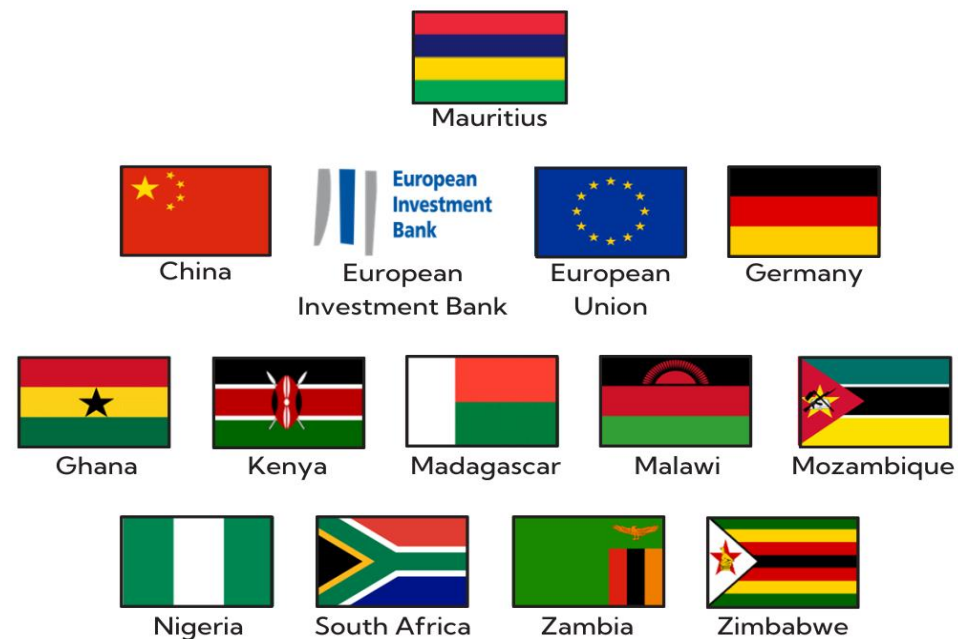 Mauritius
European
Investment
Bank
China
European
Investment Bank
European
Union
Germany
Ghana
Kenya
Madagascar
Malawi
Mozambique
Nigeria
South Africa
Zambia
Zimbabwe